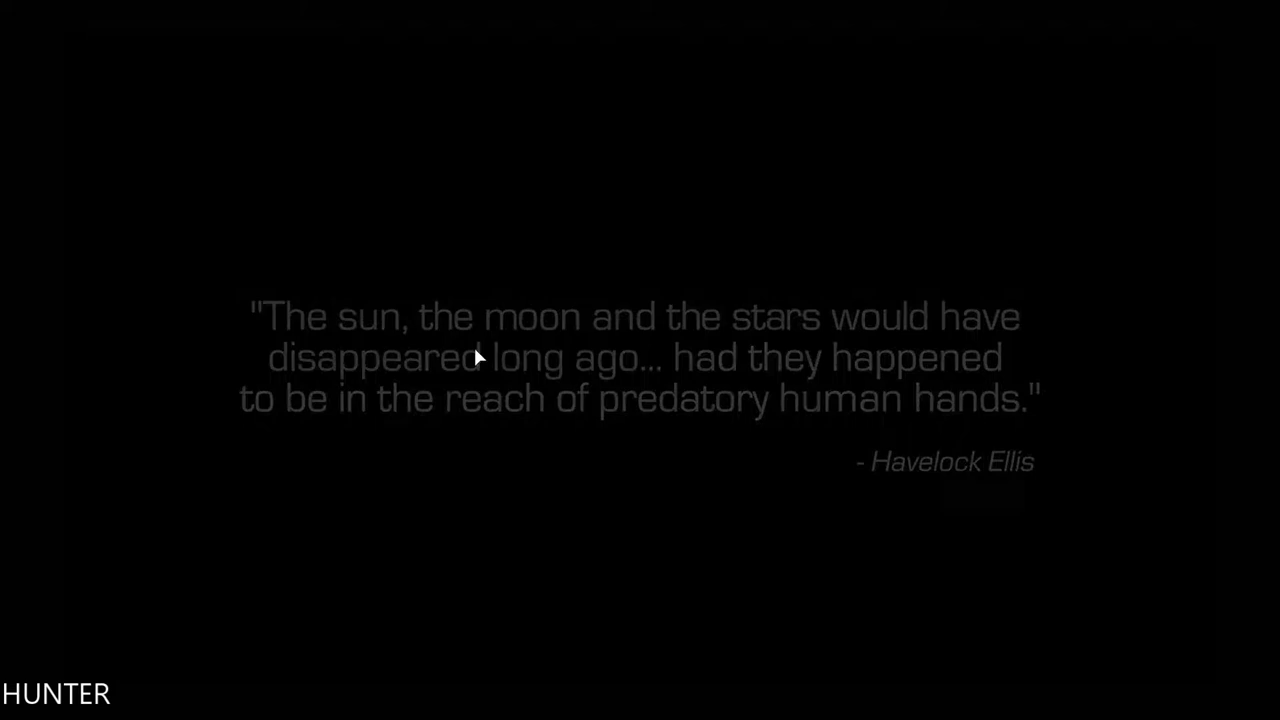 "The sun, the moon and the stars would have
disappeared long ago... had they happened
to be in the reach of predatory human hands."
- Havelock Ellis
HUNTER